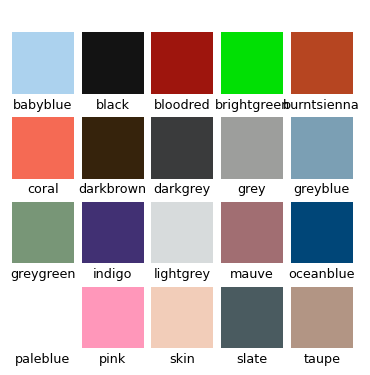 babyblue black bloodred brightgreen burntsienna
coral darkbrown darkgrey grey greyblue
greygreen indigo lightgrey mauve oceanblue
paleblue pink skin slate taupe